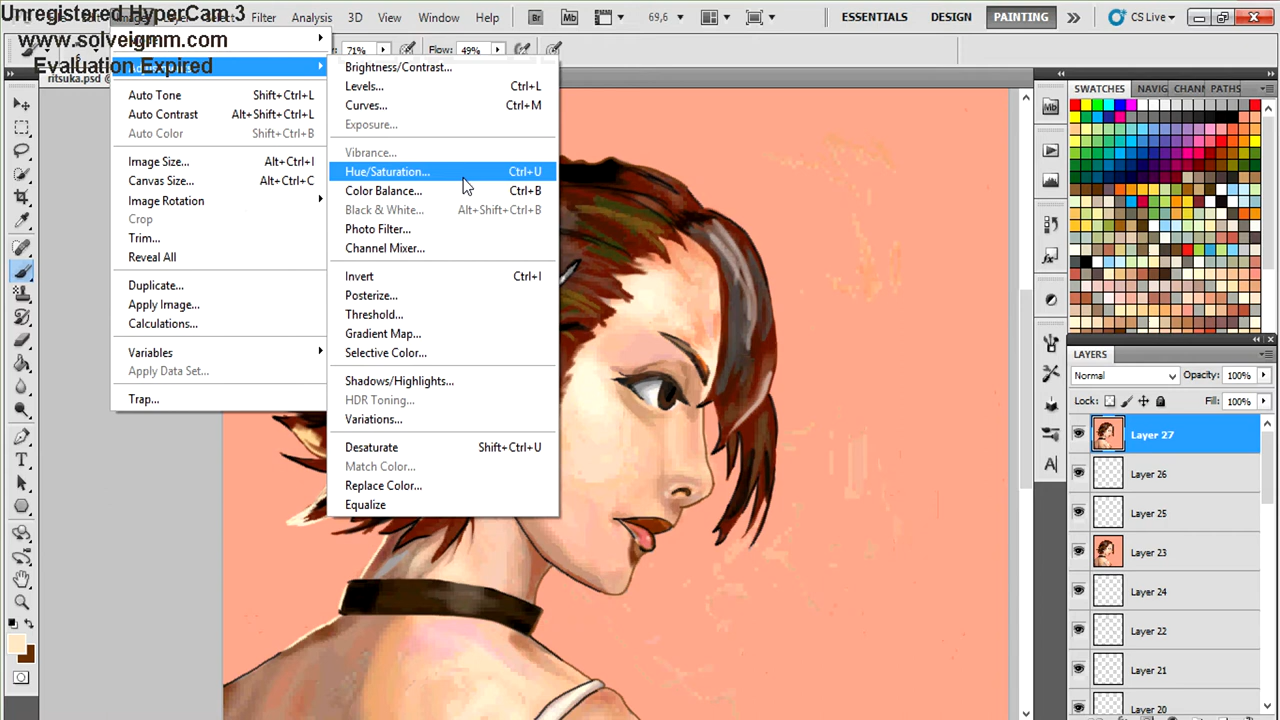 Unregistered HyperCam 3
www.solveigmm.com
Evaluation Expired
Select Filter Analysis 3D View Window Help
Br Mb 69,6
ESSENTIALS DESIGN PAINTING CS Live
71% Flow: 49%
ritsuka.psd
Auto Tone Shift+Ctrl+L
Auto Contrast Alt+Shift+Ctrl+L
Auto Color Shift+Ctrl+B
Image Size... Alt+Ctrl+I
Canvas Size... Alt+Ctrl+C
Image Rotation
Crop
Trim...
Reveal All
Duplicate...
Apply Image...
Calculations...
Variables
Apply Data Set...
Trap...
Brightness/Contrast...
Levels... Ctrl+L
Curves... Ctrl+M
Exposure...
Vibrance...
Hue/Saturation... Ctrl+U
Color Balance... Ctrl+B
Black & White... Alt+Shift+Ctrl+B
Photo Filter...
Channel Mixer...
Invert Ctrl+I
Posterize...
Threshold...
Gradient Map...
Selective Color...
Shadows/Highlights...
HDR Toning...
Variations...
Desaturate Shift+Ctrl+U
Match Color...
Replace Color...
Equalize
SWATCHES NAVIG CHANN PATHS
Mb
LAYERS
Normal Opacity: 100%
Lock: Fill: 100%
Layer 27
Layer 26
Layer 25
Layer 23
Layer 24
Layer 22
Layer 21
Layer 20